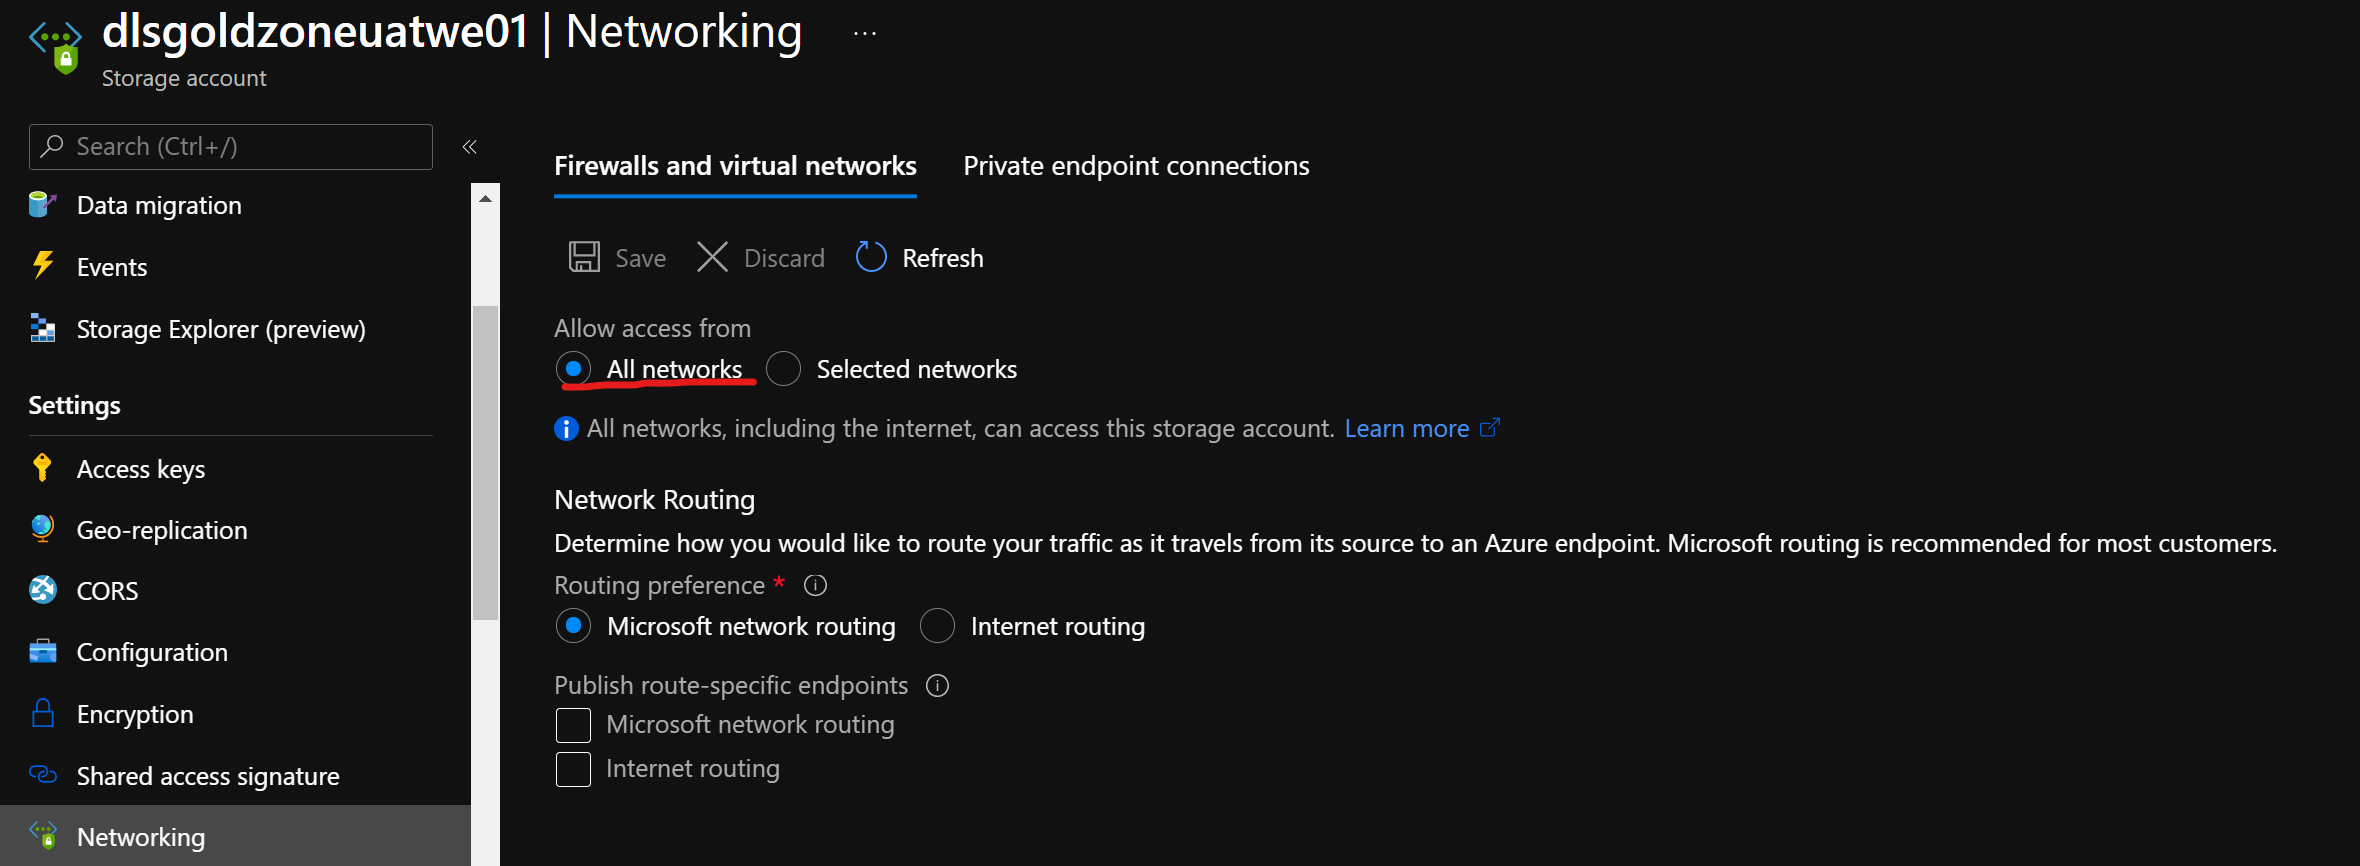 dlsgoldzoneuatwe01 | Networking ...
Storage account
Search (Ctrl+/)
Data migration
Events
Storage Explorer (preview)
Settings
Access keys
Geo-replication
CORS
Configuration
Encryption
Shared access signature
Networking
Firewalls and virtual networks
Private endpoint connections
Save
Discard
Refresh
Allow access from
All networks
Selected networks
All networks, including the internet, can access this storage account. Learn more
Network Routing
Determine how you would like to route your traffic as it travels from its source to an Azure endpoint. Microsoft routing is recommended for most customers.
Routing preference *
Microsoft network routing
Internet routing
Publish route-specific endpoints
Microsoft network routing
Internet routing